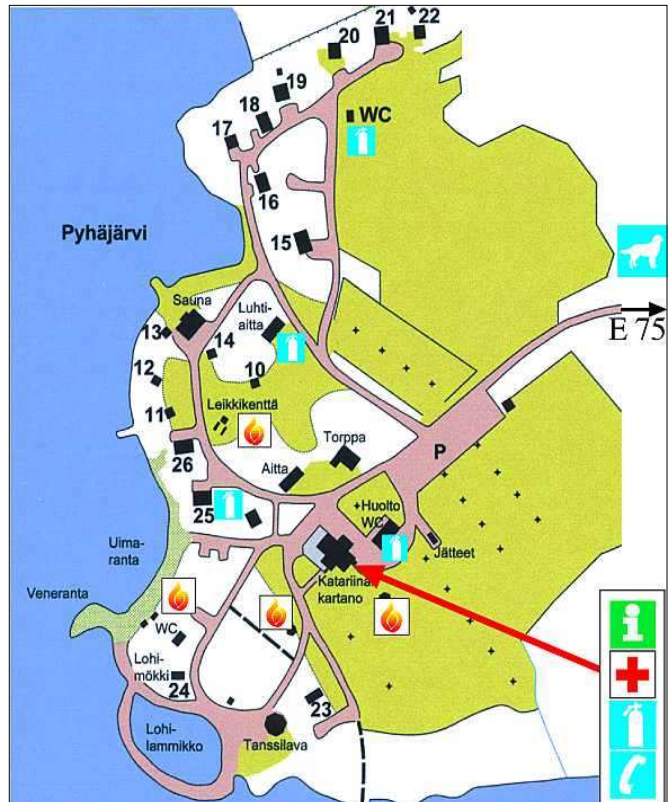 22
21
20
19
18
WC
17
16
15
Pyhäjärvi
E 75
Sauna
Luhti-
aitta
13
14
12
10
11
Leikkikenttä
Torppa
P
26
Aitta
25
+Huolto
WC
Uima-
ranta
Jätteet
Katariinan
kartano
Veneranta
WC
Lohi-
mökki
24
23
Lohi-
lammikko
Tanssilava
i